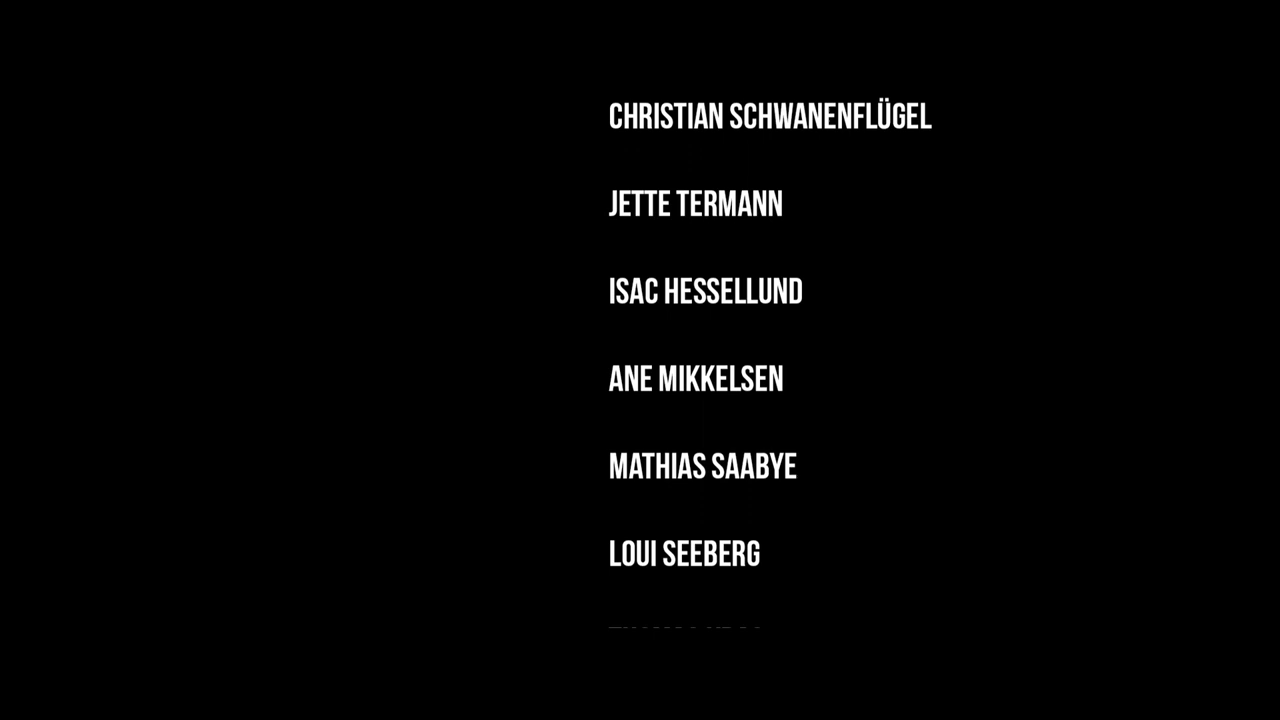 CHRISTIAN SCHWANENFLÜGEL
JETTE TERMANN
ISAC HESSELLUND
ANE MIKKELSEN
MATHIAS SAABYE
LOUI SEEBERG